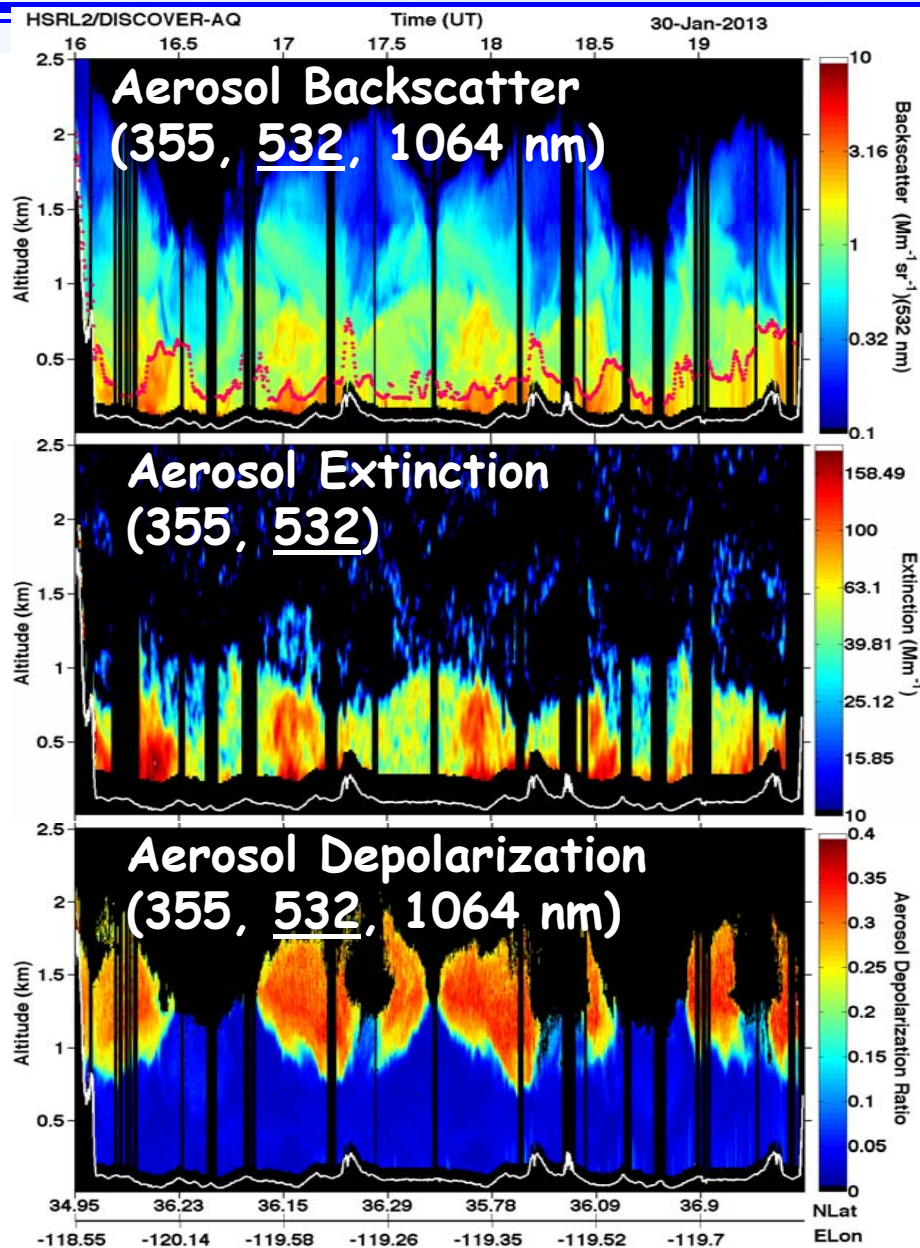 HSRL2/DISCOVER-AQ Time (UT) 30-Jan-2013
16 16.5 17 17.5 18 18.5 19
Aerosol Backscatter
(355, 532, 1064 nm)
2.5
2
1.5
1
0.5
Altitude (km)
10
3.16
1
0.32
0.1
Backscatter (Mm-1 sr-1)(532 nm)
Aerosol Extinction
(355, 532)
2.5
2
1.5
1
0.5
Altitude (km)
158.49
100
63.1
39.81
25.12
15.85
10
Extinction (Mm-1)
Aerosol Depolarization
(355, 532, 1064 nm)
2.5
2
1.5
1
0.5
Altitude (km)
0.4
0.35
0.3
0.25
0.2
0.15
0.1
0.05
0
Aerosol Depolarization Ratio
34.95 36.23 36.15 36.29 35.78 36.09 36.9 NLat
-118.55 -120.14 -119.58 -119.26 -119.35 -119.52 -119.7 ELon